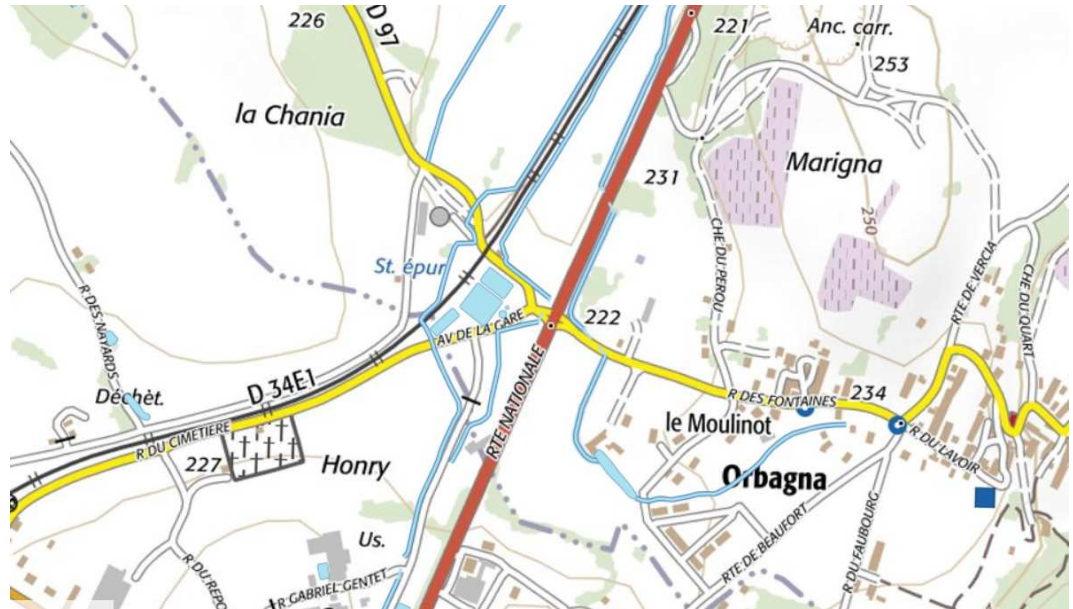 226
D 97
221
Anc. carr.
253
la Chania
Marigna
231
250
CHE DU PEROU
St. épur
RTE DE VERCIA
CHE DU QUART
R DES NAYARDS
AV DE LA GARE
222
D 34E1
Déchèt.
RTE NATIONALE
R DES FONTAINES
234
R DU CIMETIERE
le Moulinot
R DU LAVOIR
227
Honry
Orbagna
Us.
RTE DE BEAUFORT
R DU FAUBOURG
R DU REPO
R GABRIEL GENTET